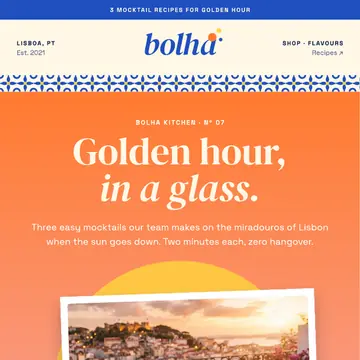 3 MOCKTAIL RECIPES FOR GOLDEN HOUR
LISBOA, PT
Est. 2021
bolha
SHOP · FLAVOURS
Recipes ↗
BOLHA KITCHEN · Nº 07
Golden hour,
in a glass.
Three easy mocktails our team makes on the miradouros of Lisbon
when the sun goes down. Two minutes each, zero hangover.